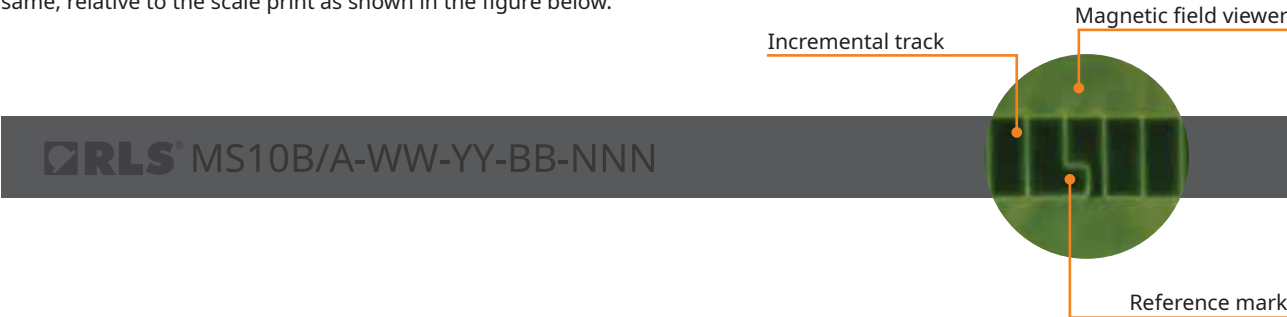 same, relative to the scale print as shown in the figure below.
Magnetic field viewer
Incremental track
RLS® MS10B/A-WW-YY-BB-NNN
Reference mark